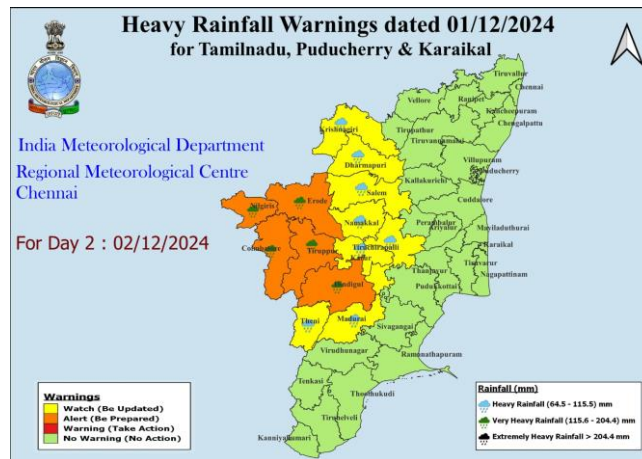 Heavy Rainfall Warnings dated 01/12/2024
for Tamilnadu, Puducherry & Karaikal
India Meteorological Department
Regional Meteorological Centre
Chennai
For Day 2 : 02/12/2024
Tiruvallur
Chennai
Ranipet
Vellore
Kancheepuram
Chengalpattu
Krishnagiri
Tirupathur
Tiruvannamalai
Dharmapuri
Villupuram
Puducherry
Kallakurichi
Salem
Cuddalore
Nilgiris
Erode
Namakkal
Perambalur
Ariyalur
Mayiladuthurai
Coimbatore
Tiruppur
Tiruchirapalli
Karur
Karaikal
Tiruvarur
Thanjavur
Nagapattinam
Dindigul
Pudukkottai
Theni
Madurai
Sivagangai
Virudhunagar
Ramanathapuram
Tenkasi
Thoothukudi
Tirunelveli
Kanniyakumari
Warnings
Watch (Be Updated)
Alert (Be Prepared)
Warning (Take Action)
No Warning (No Action)
Rainfall (mm)
Heavy Rainfall (64.5 - 115.5) mm
Very Heavy Rainfall (115.6 - 204.4) mm
Extremely Heavy Rainfall > 204.4 mm